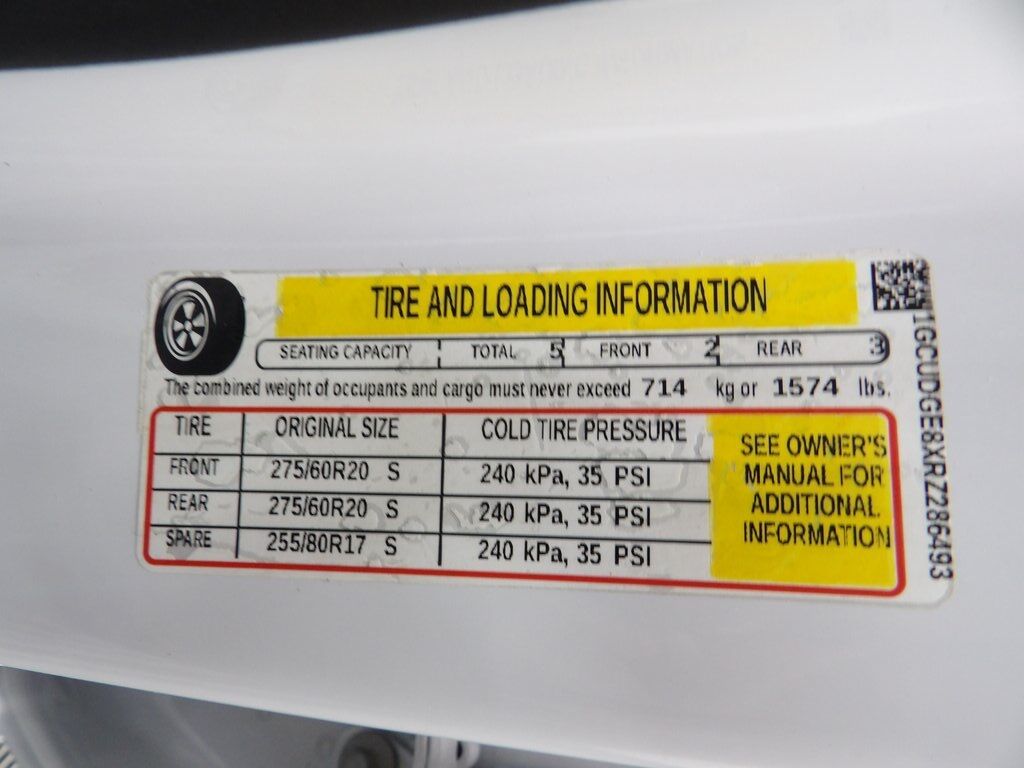 TIRE AND LOADING INFORMATION
SEATING CAPACITY TOTAL 5 FRONT 2 REAR 3
The combined weight of occupants and cargo must never exceed 714 kg or 1574 lbs.
TIRE ORIGINAL SIZE COLD TIRE PRESSURE
FRONT 275/60R20 S 240 kPa, 35 PSI
REAR 275/60R20 S 240 kPa, 35 PSI
SPARE 255/80R17 S 240 kPa, 35 PSI
SEE OWNER'S
MANUAL FOR
ADDITIONAL
INFORMATION
1GCUDGE8XRZ286493